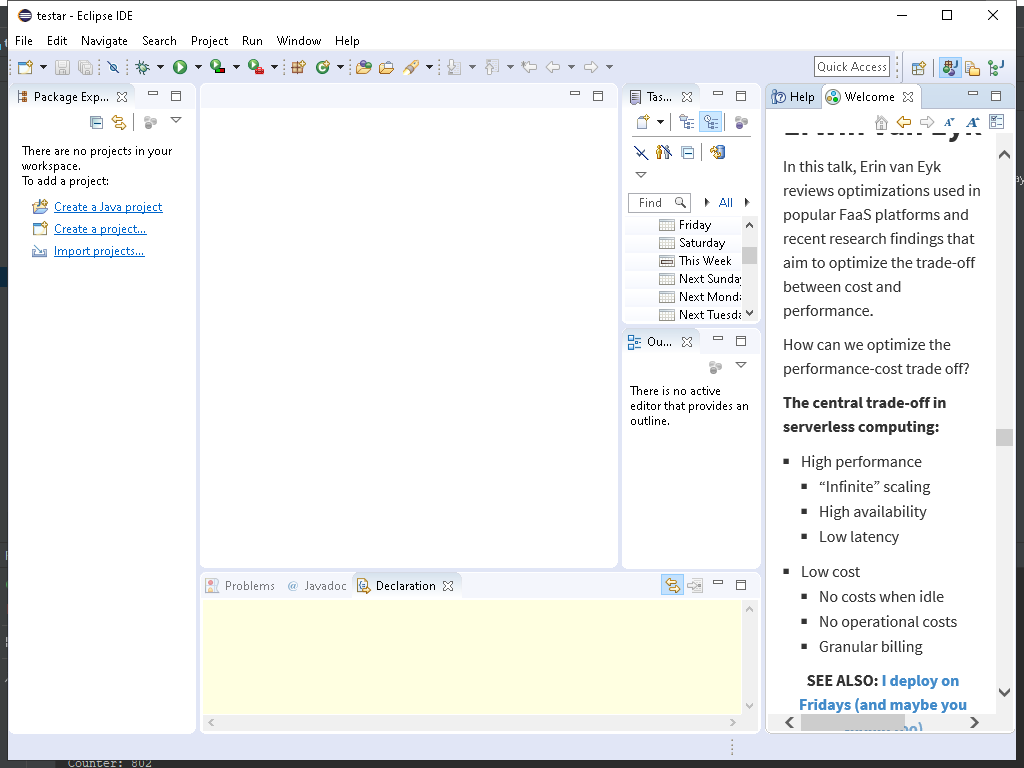 testar - Eclipse IDE
File Edit Navigate Search Project Run Window Help
Quick Access
Package Exp...
There are no projects in your
workspace.
To add a project:
Create a Java project
Create a project...
Import projects...
Tas...
Find
All
Friday
Saturday
This Week
Next Sunday
Next Monda
Next Tuesda
Ou...
There is no active
editor that provides an
outline.
Problems @ Javadoc Declaration
Help Welcome
Erwin van Eyk
In this talk, Erin van Eyk
reviews optimizations used in
popular FaaS platforms and
recent research findings that
aim to optimize the trade-off
between cost and
performance.
How can we optimize the
performance-cost trade off?
The central trade-off in
serverless computing:
High performance
“Infinite” scaling
High availability
Low latency
Low cost
No costs when idle
No operational costs
Granular billing
SEE ALSO: I deploy on
Fridays (and maybe you
Counter: 802